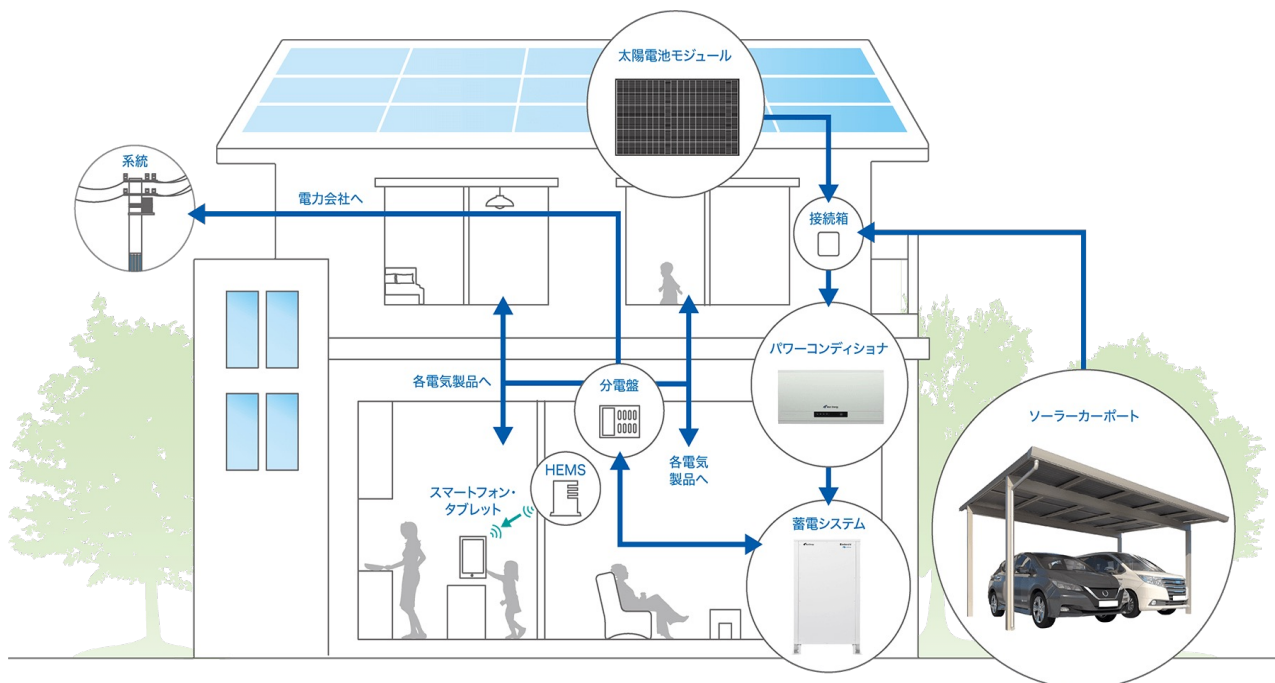 太陽電池モジュール
系統
電力会社へ
接続箱
パワーコンディショナ
各電気製品へ
分電盤
ソーラーカーポート
各電気
製品へ
HEMS
スマートフォン・
タブレット
蓄電システム